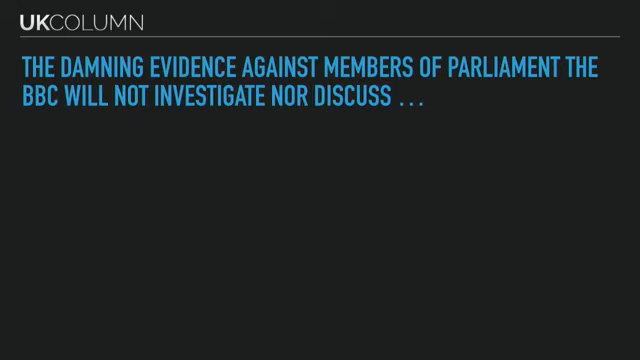 UKCOLUMN
THE DAMNING EVIDENCE AGAINST MEMBERS OF PARLIAMENT THE
BBC WILL NOT INVESTIGATE NOR DISCUSS ...